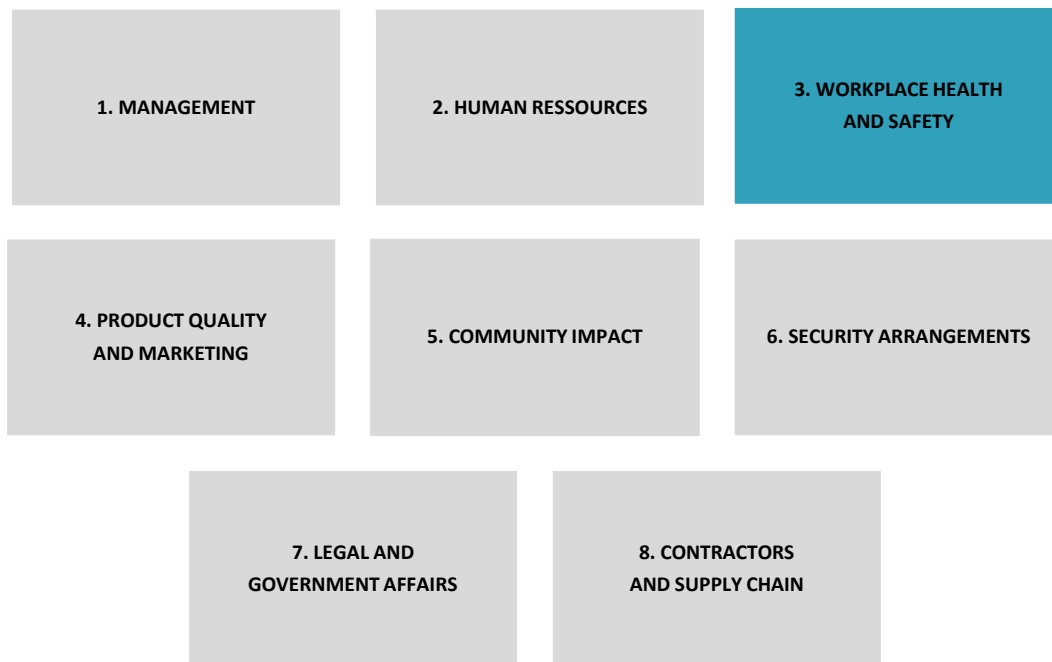 1. MANAGEMENT
2. HUMAN RESSOURCES
3. WORKPLACE HEALTH
AND SAFETY
4. PRODUCT QUALITY
AND MARKETING
5. COMMUNITY IMPACT
6. SECURITY ARRANGEMENTS
7. LEGAL AND
GOVERNMENT AFFAIRS
8. CONTRACTORS
AND SUPPLY CHAIN